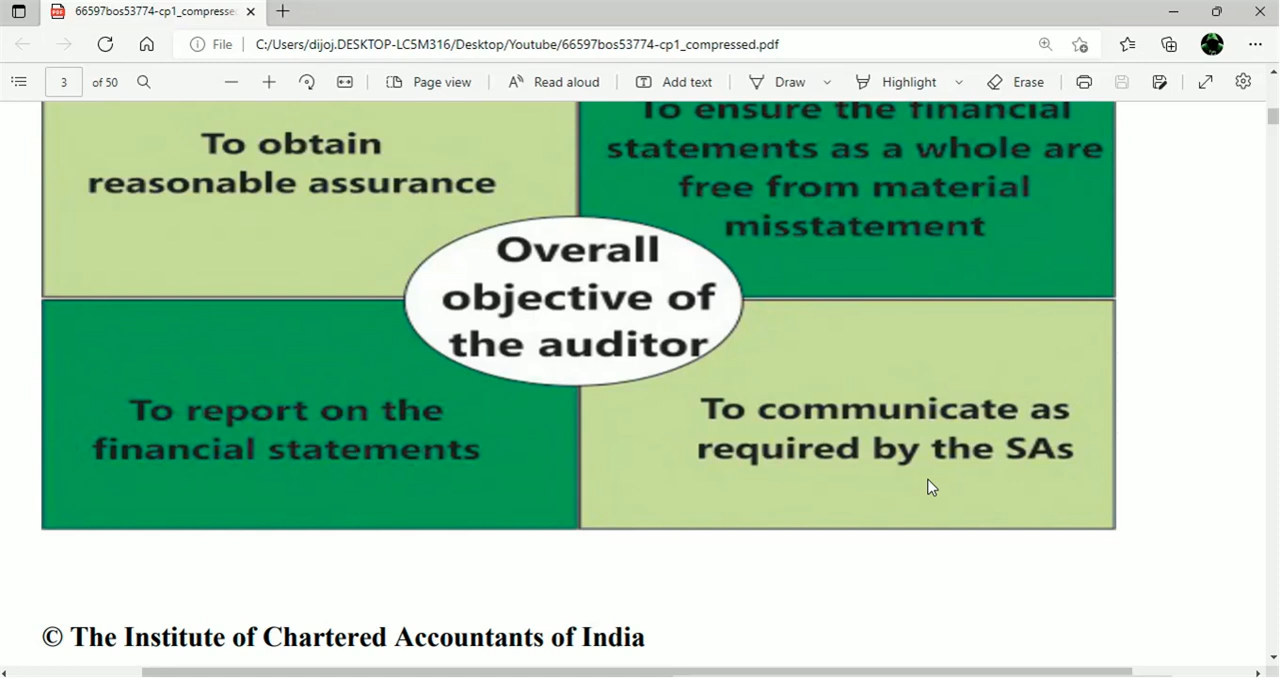 66597bos53774-cp1_compressed
File
C:/Users/dijoj.DESKTOP-LC5M316/Desktop/Youtube/66597bos53774-cp1_compressed.pdf
3 of 50
Page view
Read aloud
Add text
Draw
Highlight
Erase
To obtain
reasonable assurance
To ensure the financial
statements as a whole are
free from material
misstatement
Overall
objective of
the auditor
To report on the
financial statements
To communicate as
required by the SAs
© The Institute of Chartered Accountants of India